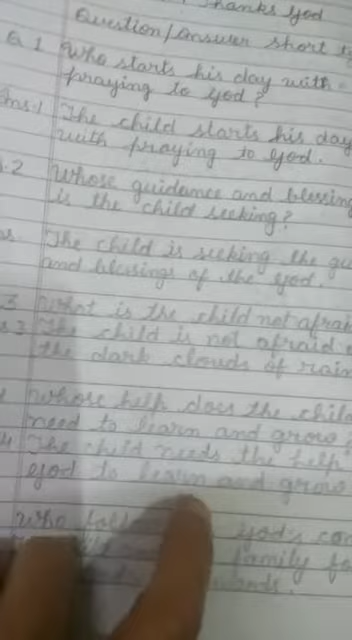 Thanks God
Question/Answer short
Q 1 Who starts his day with
praying to God?
Ans.1 The child starts his day
with praying to God.
.2 Whose guidance and blessing
is the child seeking?
The child is seeking the
and blessings of the God.
3 What is the child not afrai
3 The child is not afraid
the dark clouds of rain
Whose help does the chil
need to learn and grow
The child needs the help
God to learn and grow
Who God's
family